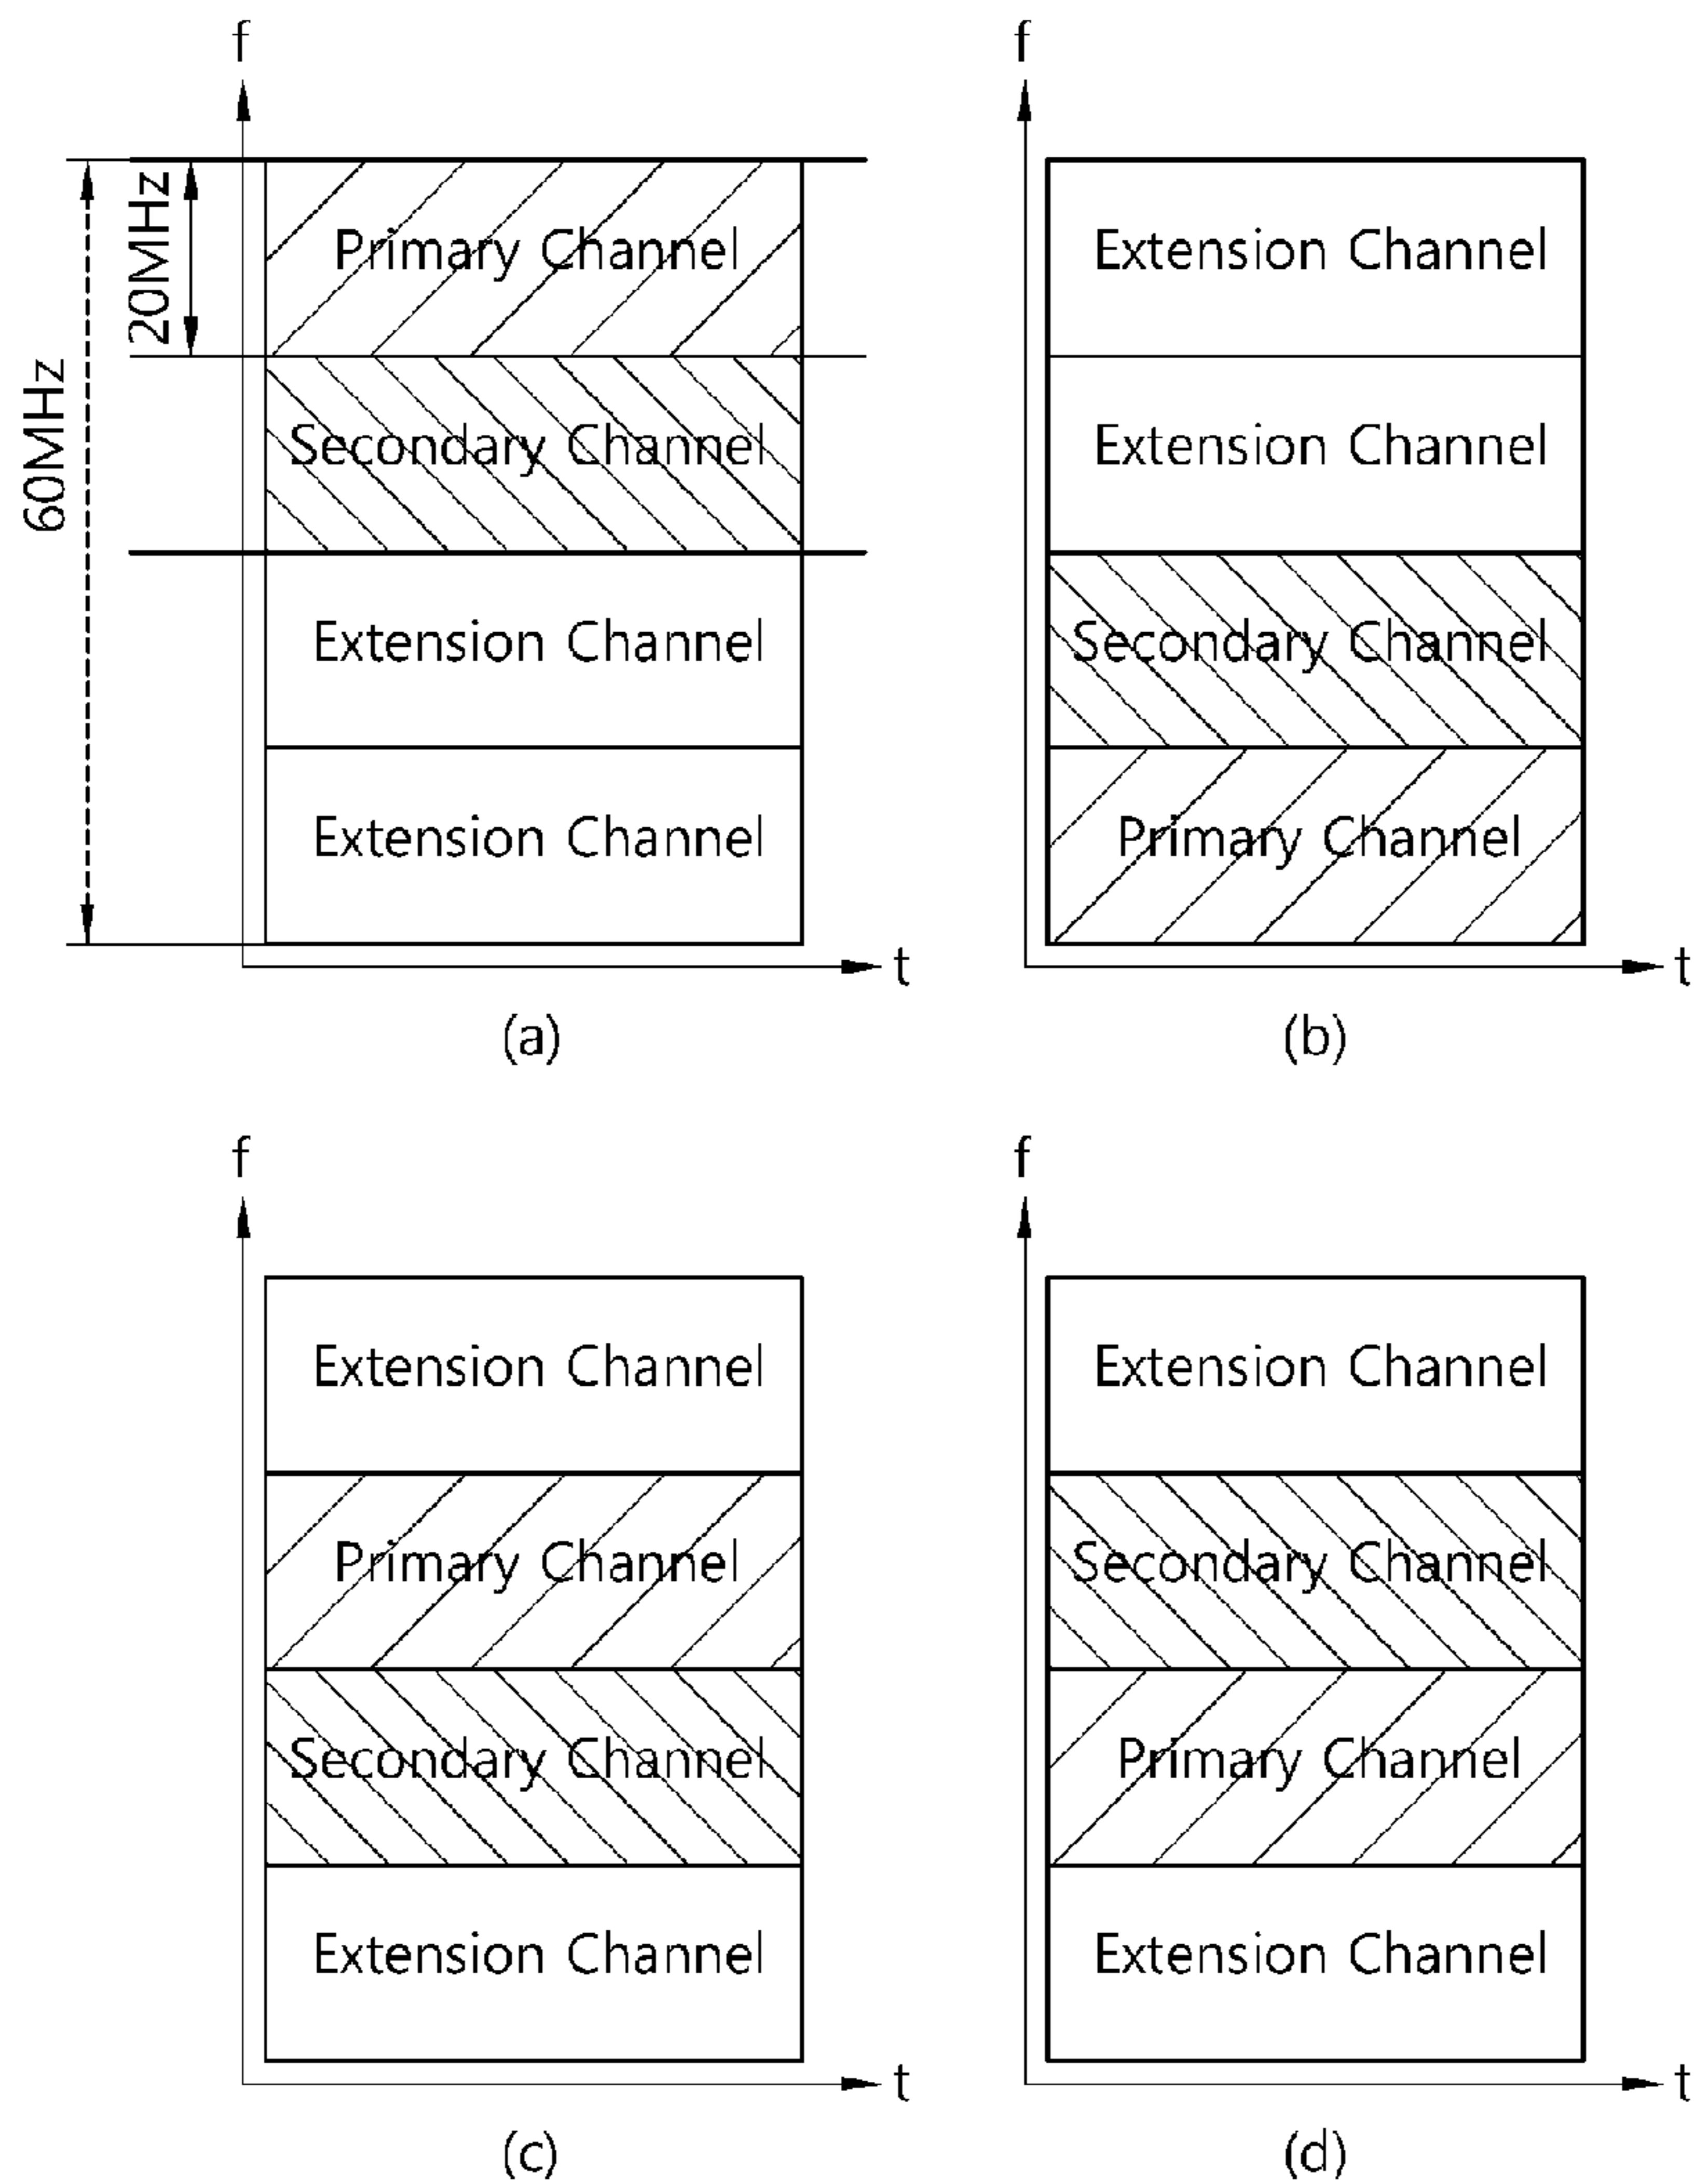 f
20MHz
60MHz
Primary Channel
Secondary Channel
Extension Channel
Extension Channel
t
(a)
f
Extension Channel
Extension Channel
Secondary Channel
Primary Channel
t
(b)
f
Extension Channel
Primary Channel
Secondary Channel
Extension Channel
t
(c)
f
Extension Channel
Secondary Channel
Primary Channel
Extension Channel
t
(d)